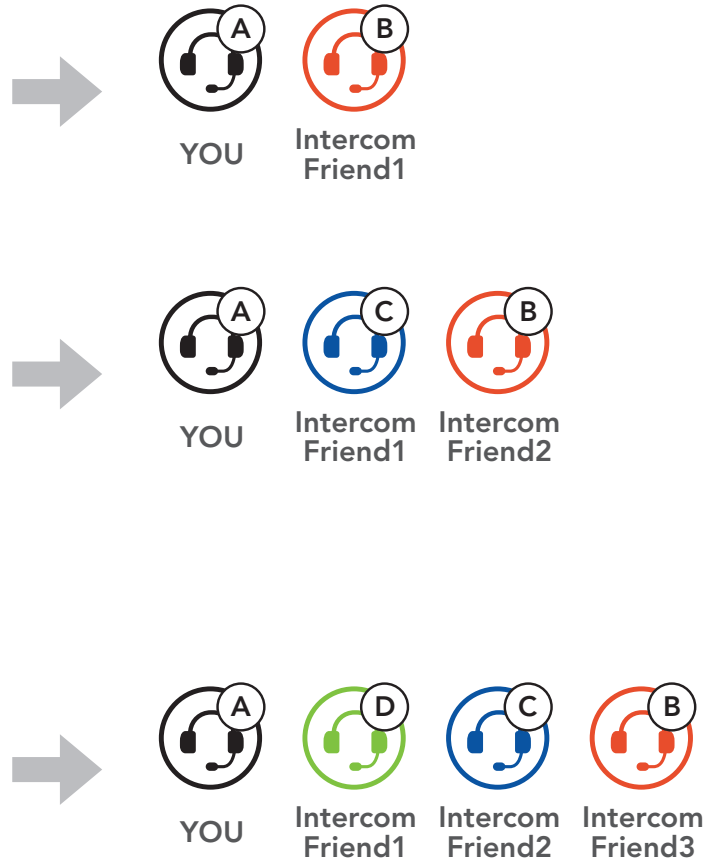 A
B
YOU
Intercom
Friend1
A
C
B
YOU
Intercom
Friend1
Intercom
Friend2
A
D
C
B
YOU
Intercom
Friend1
Intercom
Friend2
Intercom
Friend3